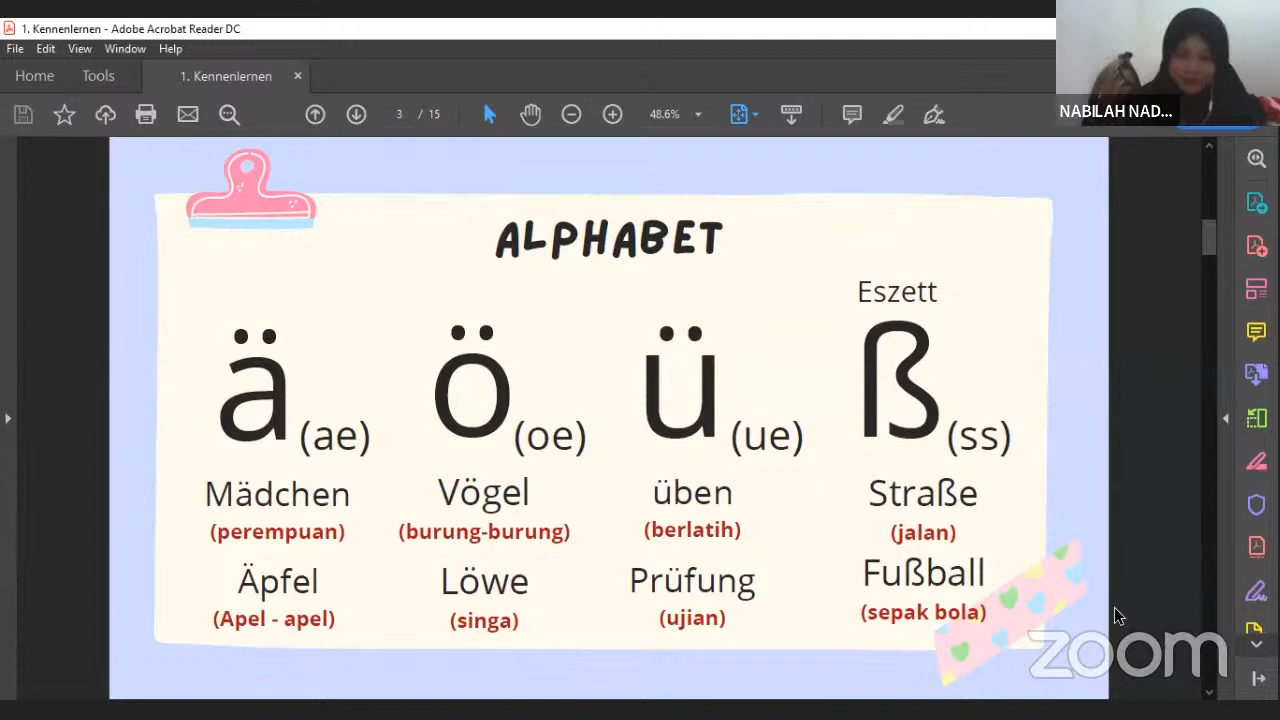 1. Kennenlernen - Adobe Acrobat Reader DC
File Edit View Window Help
Home Tools 1. Kennenlernen ×
3 / 15 48.6%
NABILAH NAD...
ALPHABET
Eszett
ä (ae) ö (oe) ü (ue) ß (ss)
Mädchen Vögel üben Straße
(perempuan) (burung-burung) (berlatih) (jalan)
Äpfel Löwe Prüfung Fußball
(Apel - apel) (singa) (ujian) (sepak bola)
zoom